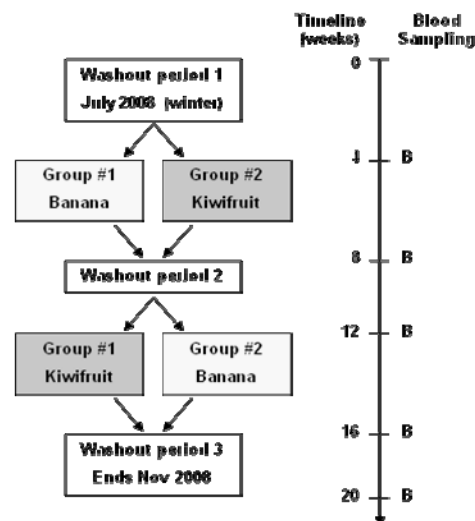 Timeline
(weeks)
Blood
Sampling
0
Washout period 1
July 2008 (winter)
4 B
Group #1
Banana
Group #2
Kiwifruit
8 B
Washout period 2
12 B
Group #1
Kiwifruit
Group #2
Banana
16 B
Washout period 3
Ends Nov 2008
20 B